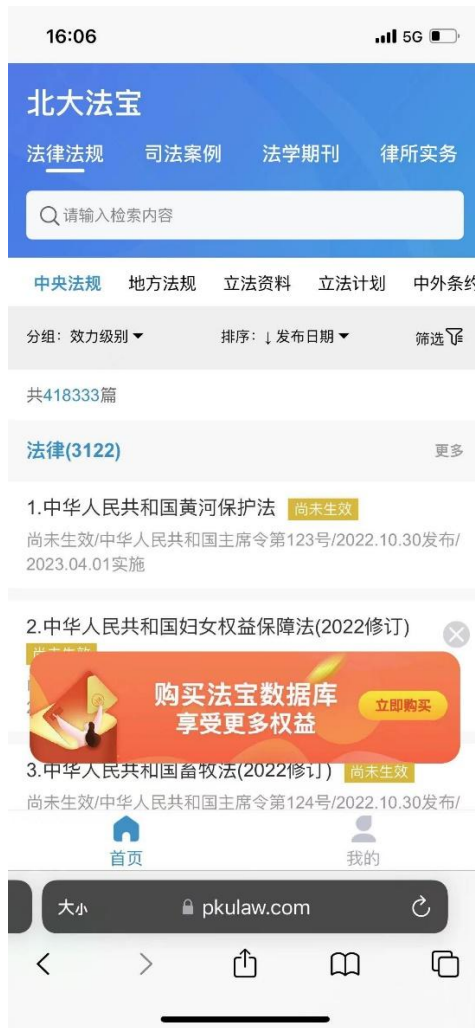 16:06
5G
北大法宝
法律法规 司法案例 法学期刊 律所实务
请输入检索内容
中央法规 地方法规 立法资料 立法计划 中外条约
分组：效力级别 排序：↓发布日期 筛选
共418333篇
法律(3122) 更多
1.中华人民共和国黄河保护法 尚未生效
尚未生效/中华人民共和国主席令第123号/2022.10.30发布/
2023.04.01实施
2.中华人民共和国妇女权益保障法(2022修订)
购买法宝数据库
享受更多权益
立即购买
3.中华人民共和国畜牧法(2022修订) 尚未生效
尚未生效/中华人民共和国主席令第124号/2022.10.30发布/
首页 我的
大小 pkulaw.com